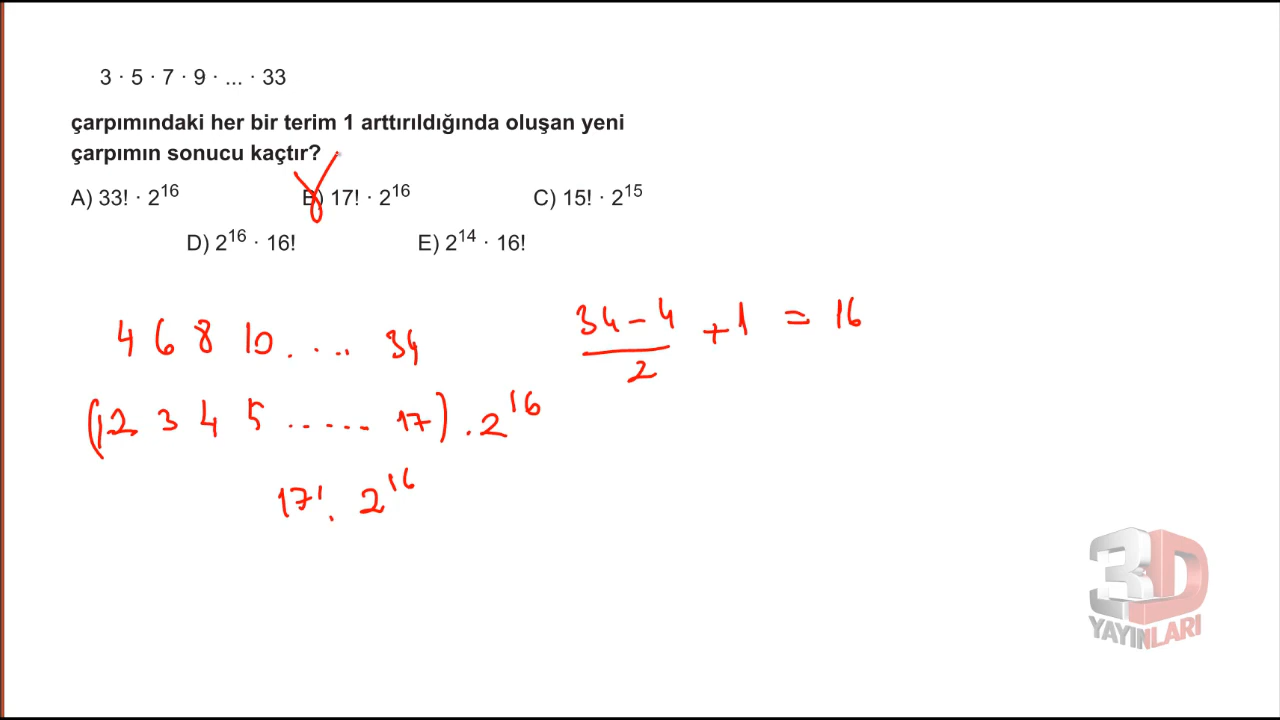 3 · 5 · 7 · 9 · ... · 33
çarpımındaki her bir terim 1 arttırıldığında oluşan yeni
çarpımın sonucu kaçtır?
A) 33! · 2^16 B) 17! · 2^16 C) 15! · 2^15
D) 2^16 · 16! E) 2^14 · 16!
4 6 8 10 . . . . 34
(34 - 4)/2 + 1 = 16
(1.2 3 4 5 ...... 17) . 2^16
17! . 2^16
3D
YAYINLARI